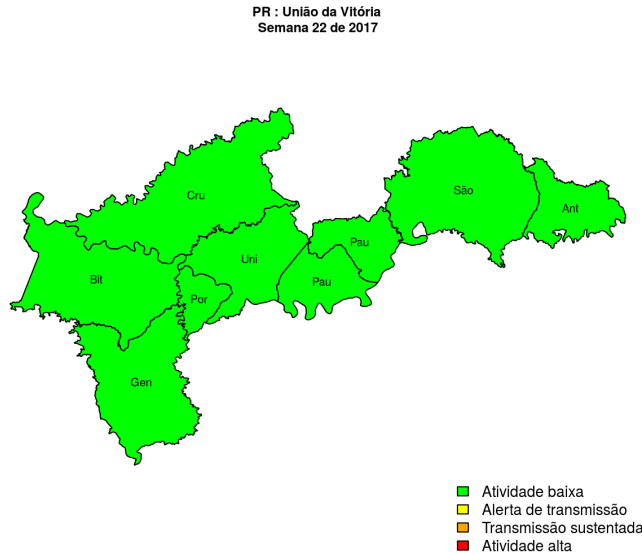 PR : União da Vitória
Semana 22 de 2017
Cru
São
Ant
Pau
Uni
Bit
Pau
Por
Gen
Atividade baixa
Alerta de transmissão
Transmissão sustentada
Atividade alta